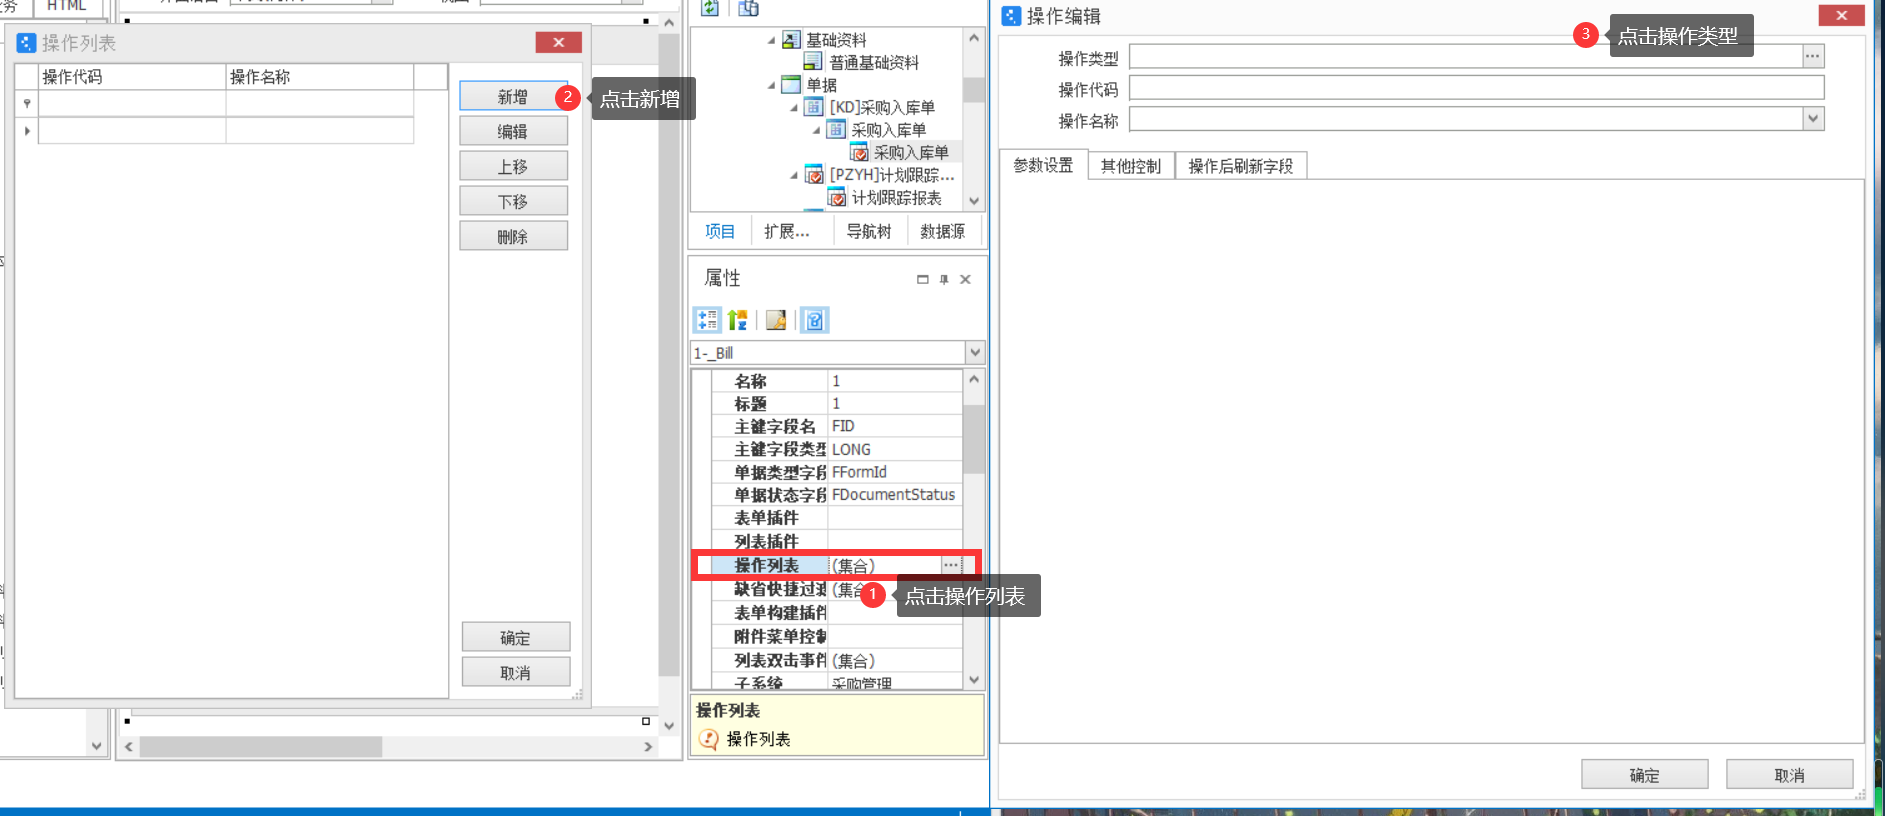 HTML
操作列表
操作代码
操作名称
新增
2
点击新增
编辑
上移
下移
删除
确定
取消
基础资料
普通基础资料
单据
[KD]采购入库单
采购入库单
采购入库单
[PZYH]计划跟踪...
计划跟踪报表
项目
扩展...
导航树
数据源
属性
1-_Bill
名称 1
标题 1
主键字段名 FID
主键字段类型 LONG
单据类型字段 FFormId
单据状态字段 FDocumentStatus
表单插件
列表插件
操作列表 (集合) ...
缺省快捷过滤 (集合
1
点击操作列表
表单构建插件
附件菜单控制
列表双击事件 (集合)
子系统 采购管理
操作列表
操作列表
操作编辑
3
点击操作类型
操作类型 ...
操作代码
操作名称
参数设置
其他控制
操作后刷新字段
确定
取消